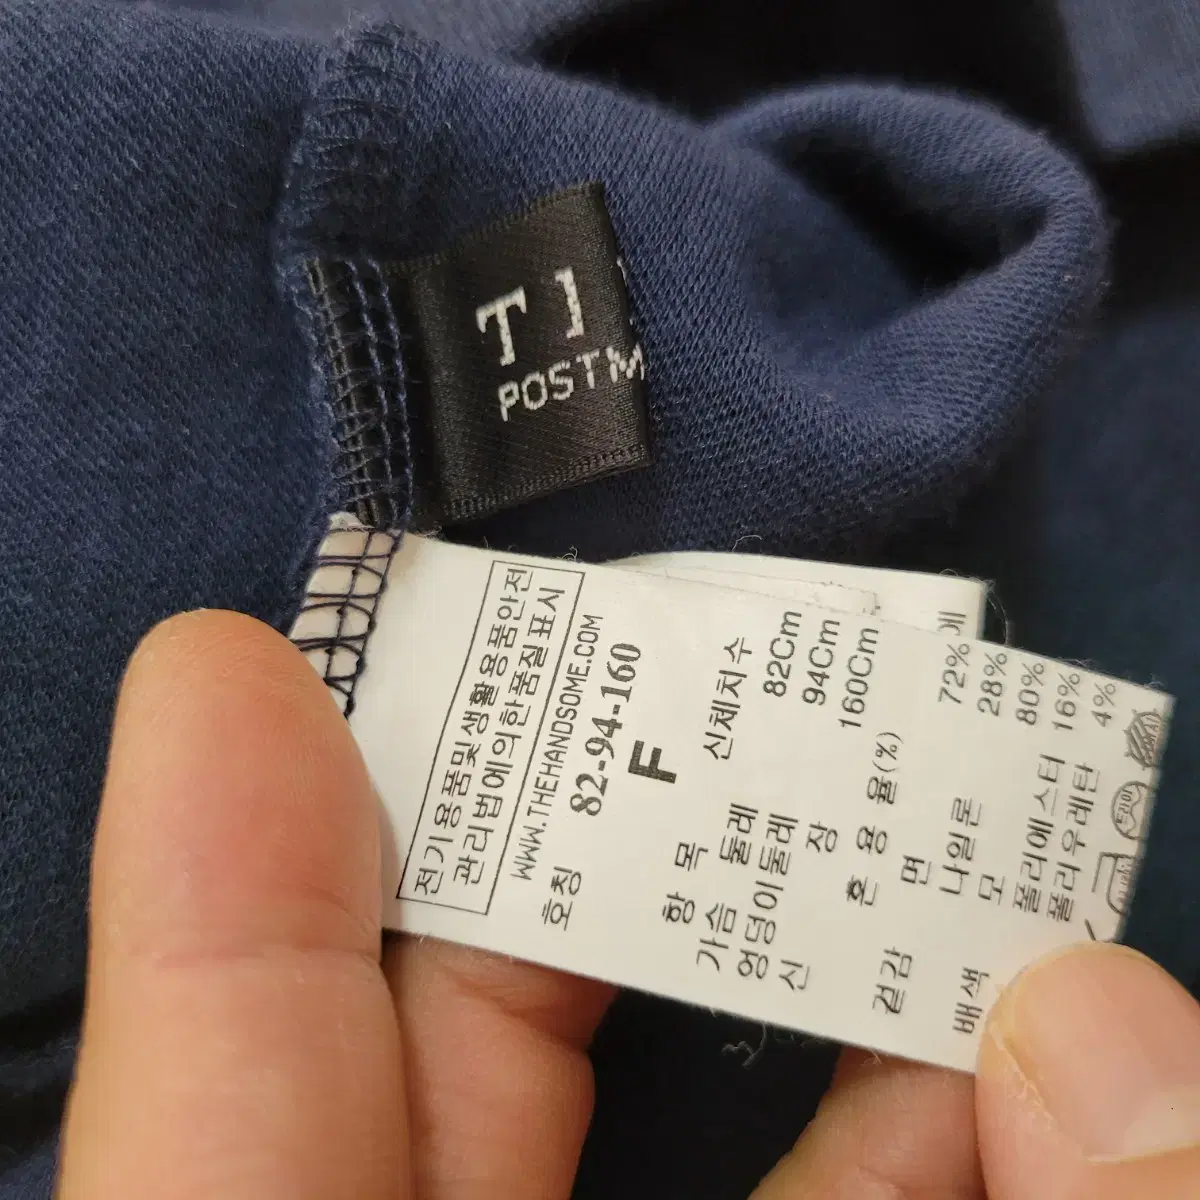 T I
POSTM
전기용품및생활용품안전
관리법에의한품질표시
WWW.THEHANDSOME.COM
호칭 82-94-160
F
항 목 신체치수
가슴 둘레 82Cm
엉덩이둘레 94Cm
신 장 160Cm
혼 용 율(%)
겉감 면 72%
나일론 28%
배색 모 80%
폴리에스터 16%
폴리우레탄 4%